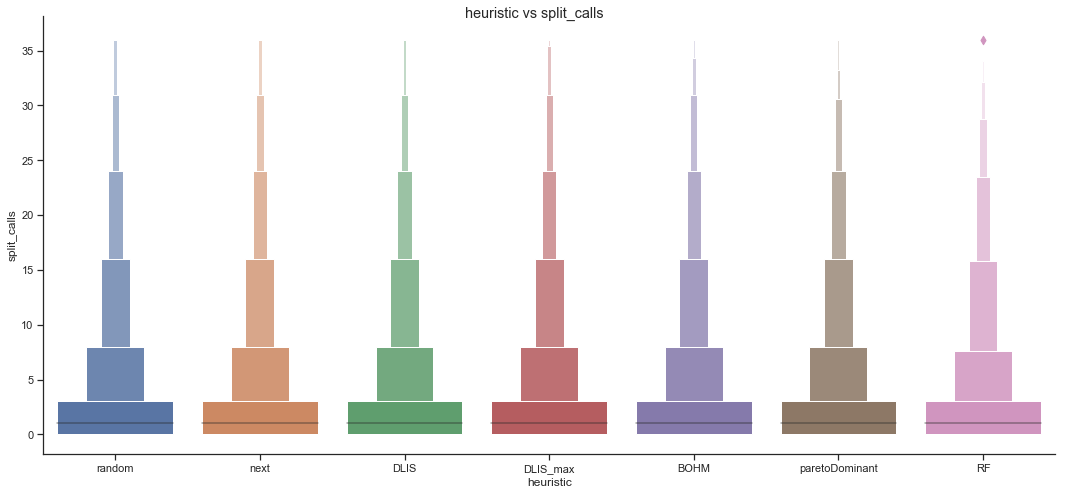 heuristic vs split_calls
split_calls
35
30
25
20
15
10
5
0
random next DLIS DLIS_max BOHM paretoDominant RF
heuristic